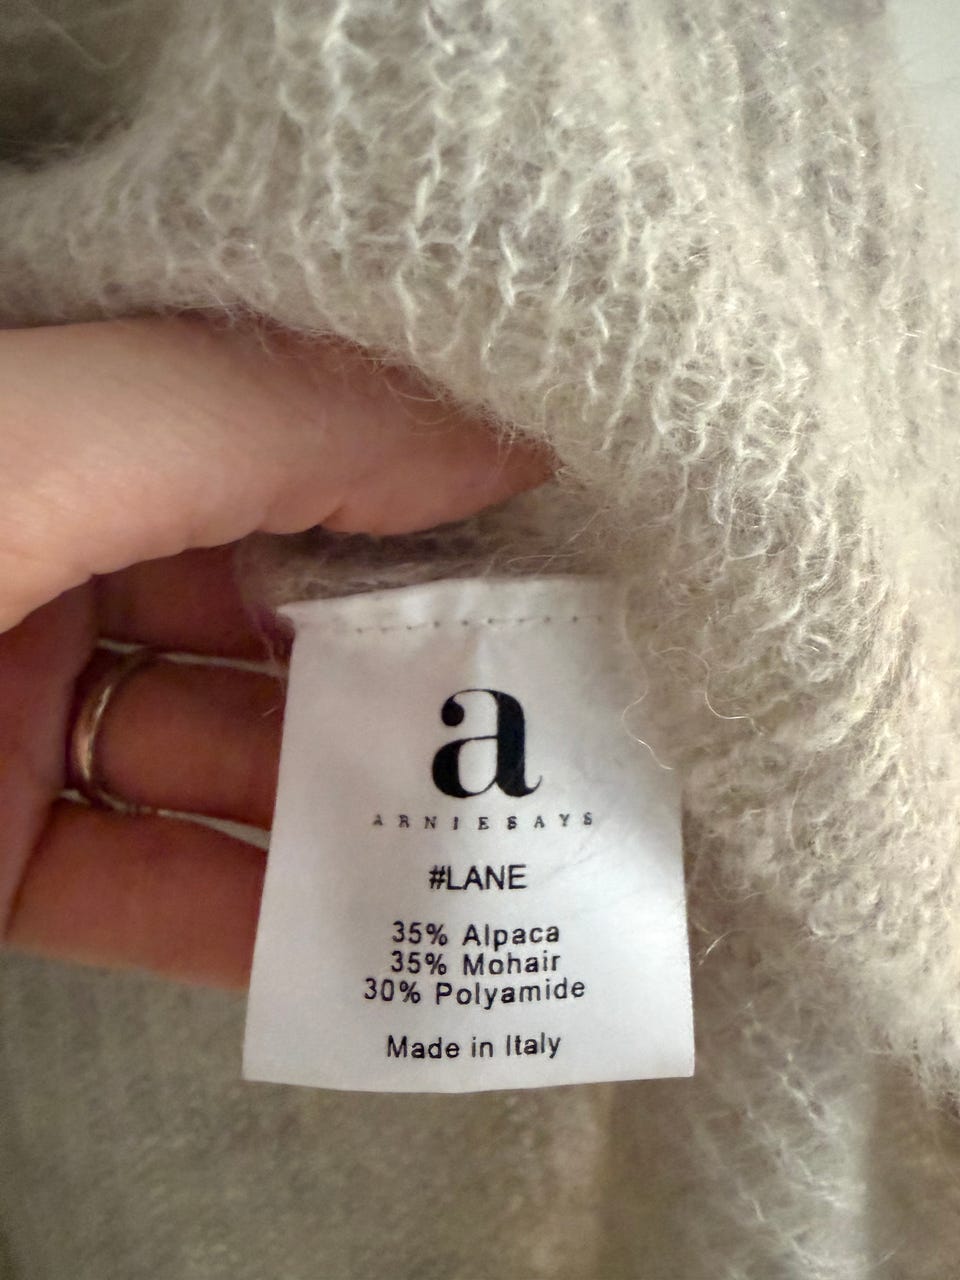 a
ARNIESAYS
#LANE
35% Alpaca
35% Mohair
30% Polyamide
Made in Italy